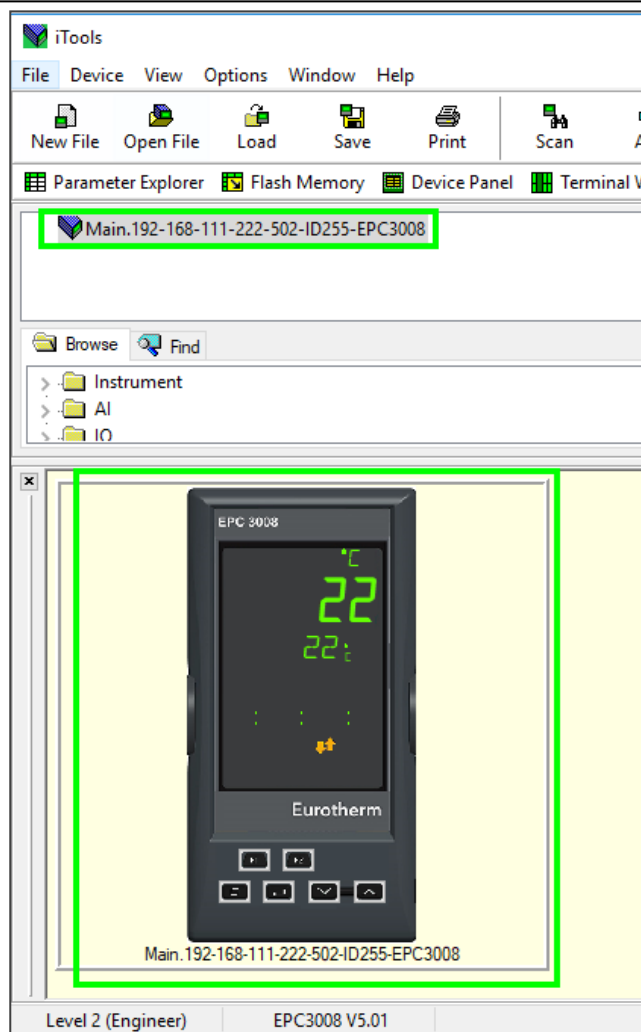 iTools
File Device View Options Window Help
New File Open File Load Save Print Scan
Parameter Explorer Flash Memory Device Panel Terminal
Main.192-168-111-222-502-ID255-EPC3008
Browse Find
Instrument
AI
IO
EPC 3008
°C
22
22°C
: : :
Eurotherm
Main.192-168-111-222-502-ID255-EPC3008
Level 2 (Engineer) EPC3008 V5.01